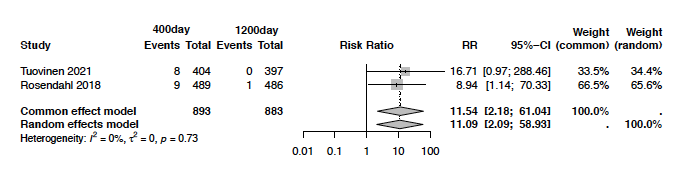 400day 1200day Weight Weight
Study Events Total Events Total Risk Ratio RR 95%−CI (common) (random)
Tuovinen 2021 8 404 0 397 16.71 [0.97; 288.46] 33.5% 34.4%
Rosendahl 2018 9 489 1 486 8.94 [1.14; 70.33] 66.5% 65.6%
Common effect model 893 883 11.54 [2.18; 61.04] 100.0% .
Random effects model 11.09 [2.09; 58.93] . 100.0%
Heterogeneity: I² = 0%, τ² = 0, p = 0.73
0.01 0.1 1 10 100